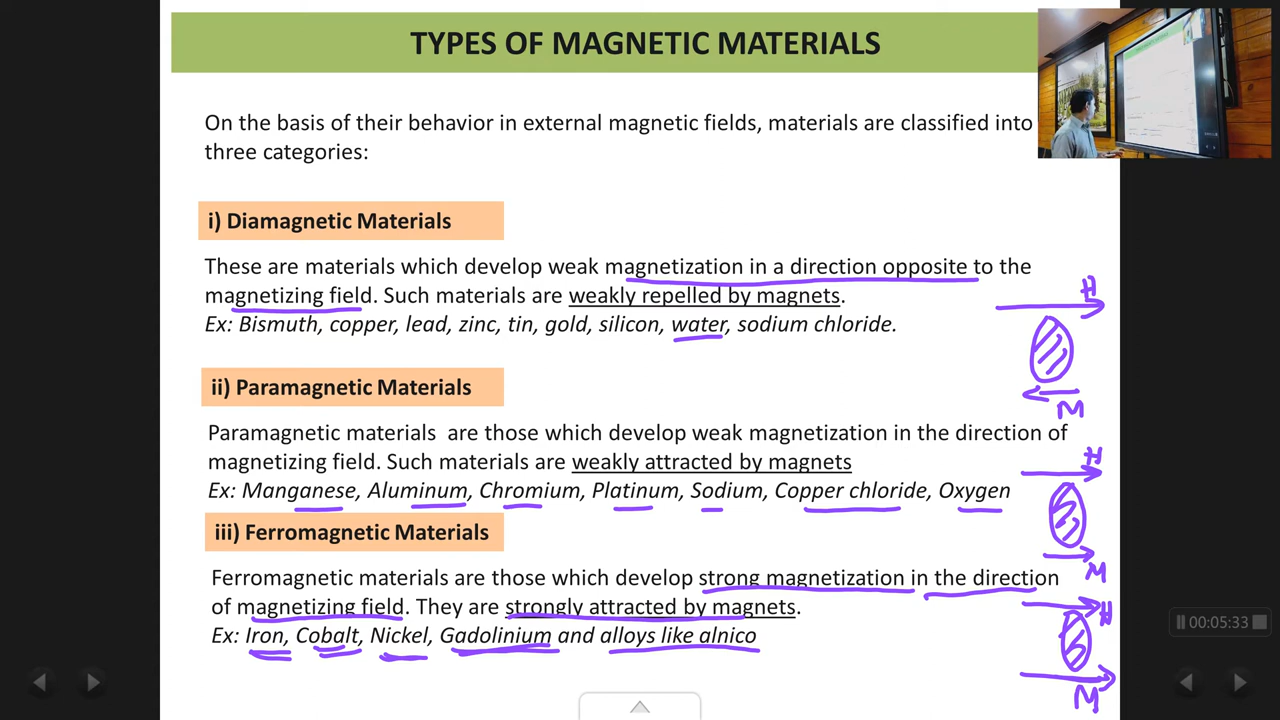 TYPES OF MAGNETIC MATERIALS
On the basis of their behavior in external magnetic fields, materials are classified into
three categories:
i) Diamagnetic Materials
These are materials which develop weak magnetization in a direction opposite to the
magnetizing field. Such materials are weakly repelled by magnets.
Ex: Bismuth, copper, lead, zinc, tin, gold, silicon, water, sodium chloride.
H
M
ii) Paramagnetic Materials
Paramagnetic materials are those which develop weak magnetization in the direction of
magnetizing field. Such materials are weakly attracted by magnets
Ex: Manganese, Aluminum, Chromium, Platinum, Sodium, Copper chloride, Oxygen
H
M
iii) Ferromagnetic Materials
Ferromagnetic materials are those which develop strong magnetization in the direction
of magnetizing field. They are strongly attracted by magnets.
Ex: Iron, Cobalt, Nickel, Gadolinium and alloys like alnico
H
M
00:05:33